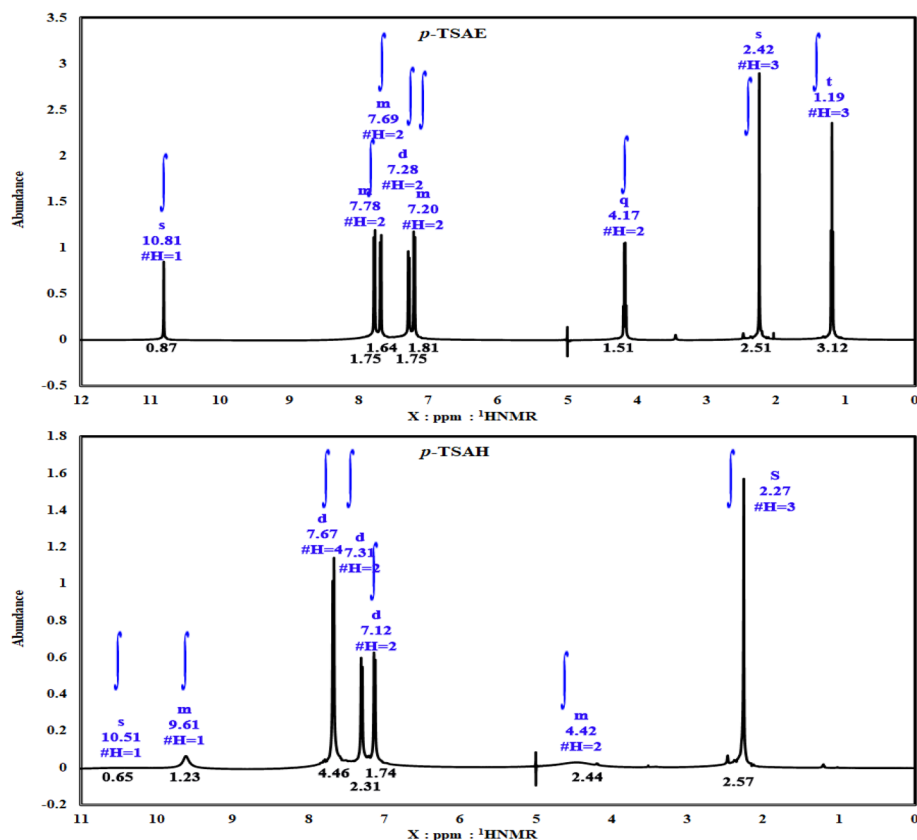 3.5
p-TSAE
s
2.42
#H=3
3
m
7.69
#H=2
t
1.19
#H=3
2.5
d
7.28
#H=2
2
m
7.78
#H=2
m
7.20
#H=2
q
4.17
#H=2
1.5
s
10.81
#H=1
1
0.5
0
0.87
1.64
1.81
1.75
1.75
1.51
2.51
3.12
-0.5
12
11
10
9
8
7
6
5
4
3
2
1
0
X : ppm : ¹HNMR
Abundance
1.8
p-TSAH
1.6
S
2.27
#H=3
1.4
d
7.67
#H=4
1.2
d
7.31
#H=2
1
0.8
d
7.12
#H=2
0.6
0.4
s
10.51
#H=1
m
9.61
#H=1
m
4.42
#H=2
0.2
0
0.65
1.23
4.46
1.74
2.31
2.44
2.57
-0.2
11
10
9
8
7
6
5
4
3
2
1
0
X : ppm : ¹HNMR
Abundance